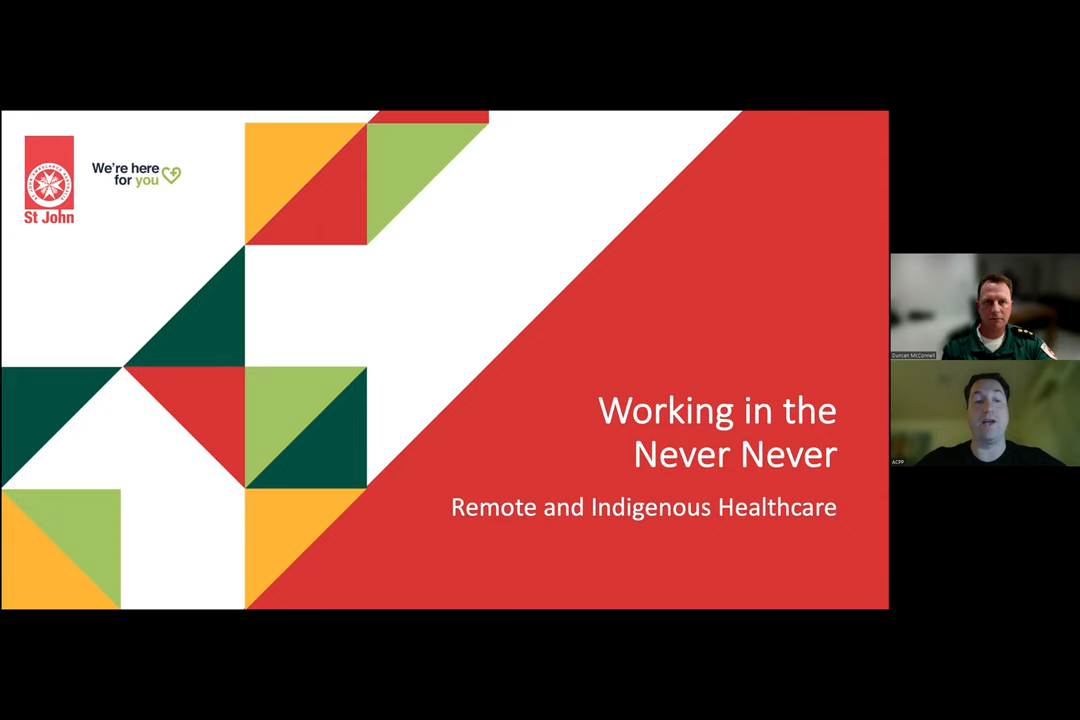 We're here
for you
St John
Working in the
Never Never
Remote and Indigenous Healthcare
Duncan McConnell
ACPP